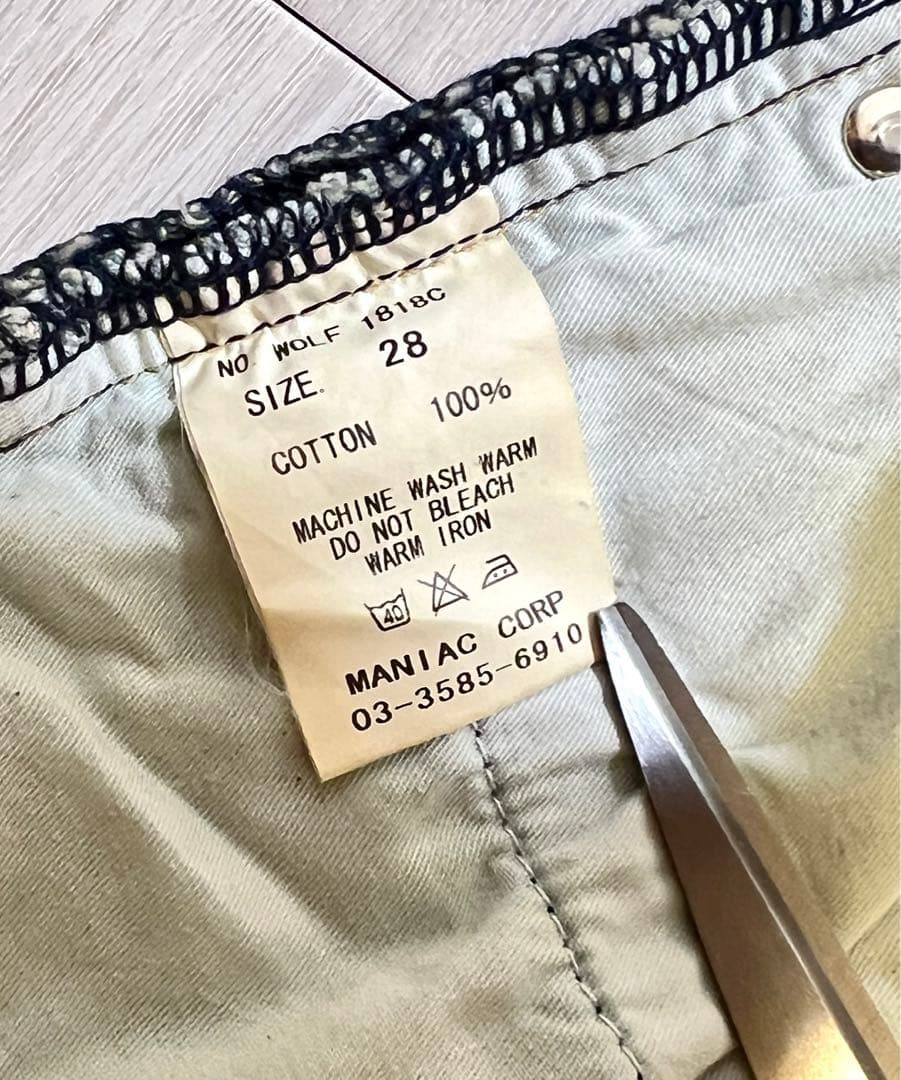 NO. WOLF 1818C
SIZE. 28
COTTON 100%
MACHINE WASH WARM
DO NOT BLEACH
WARM IRON
40
MANIAC CORP
03-3585-6910